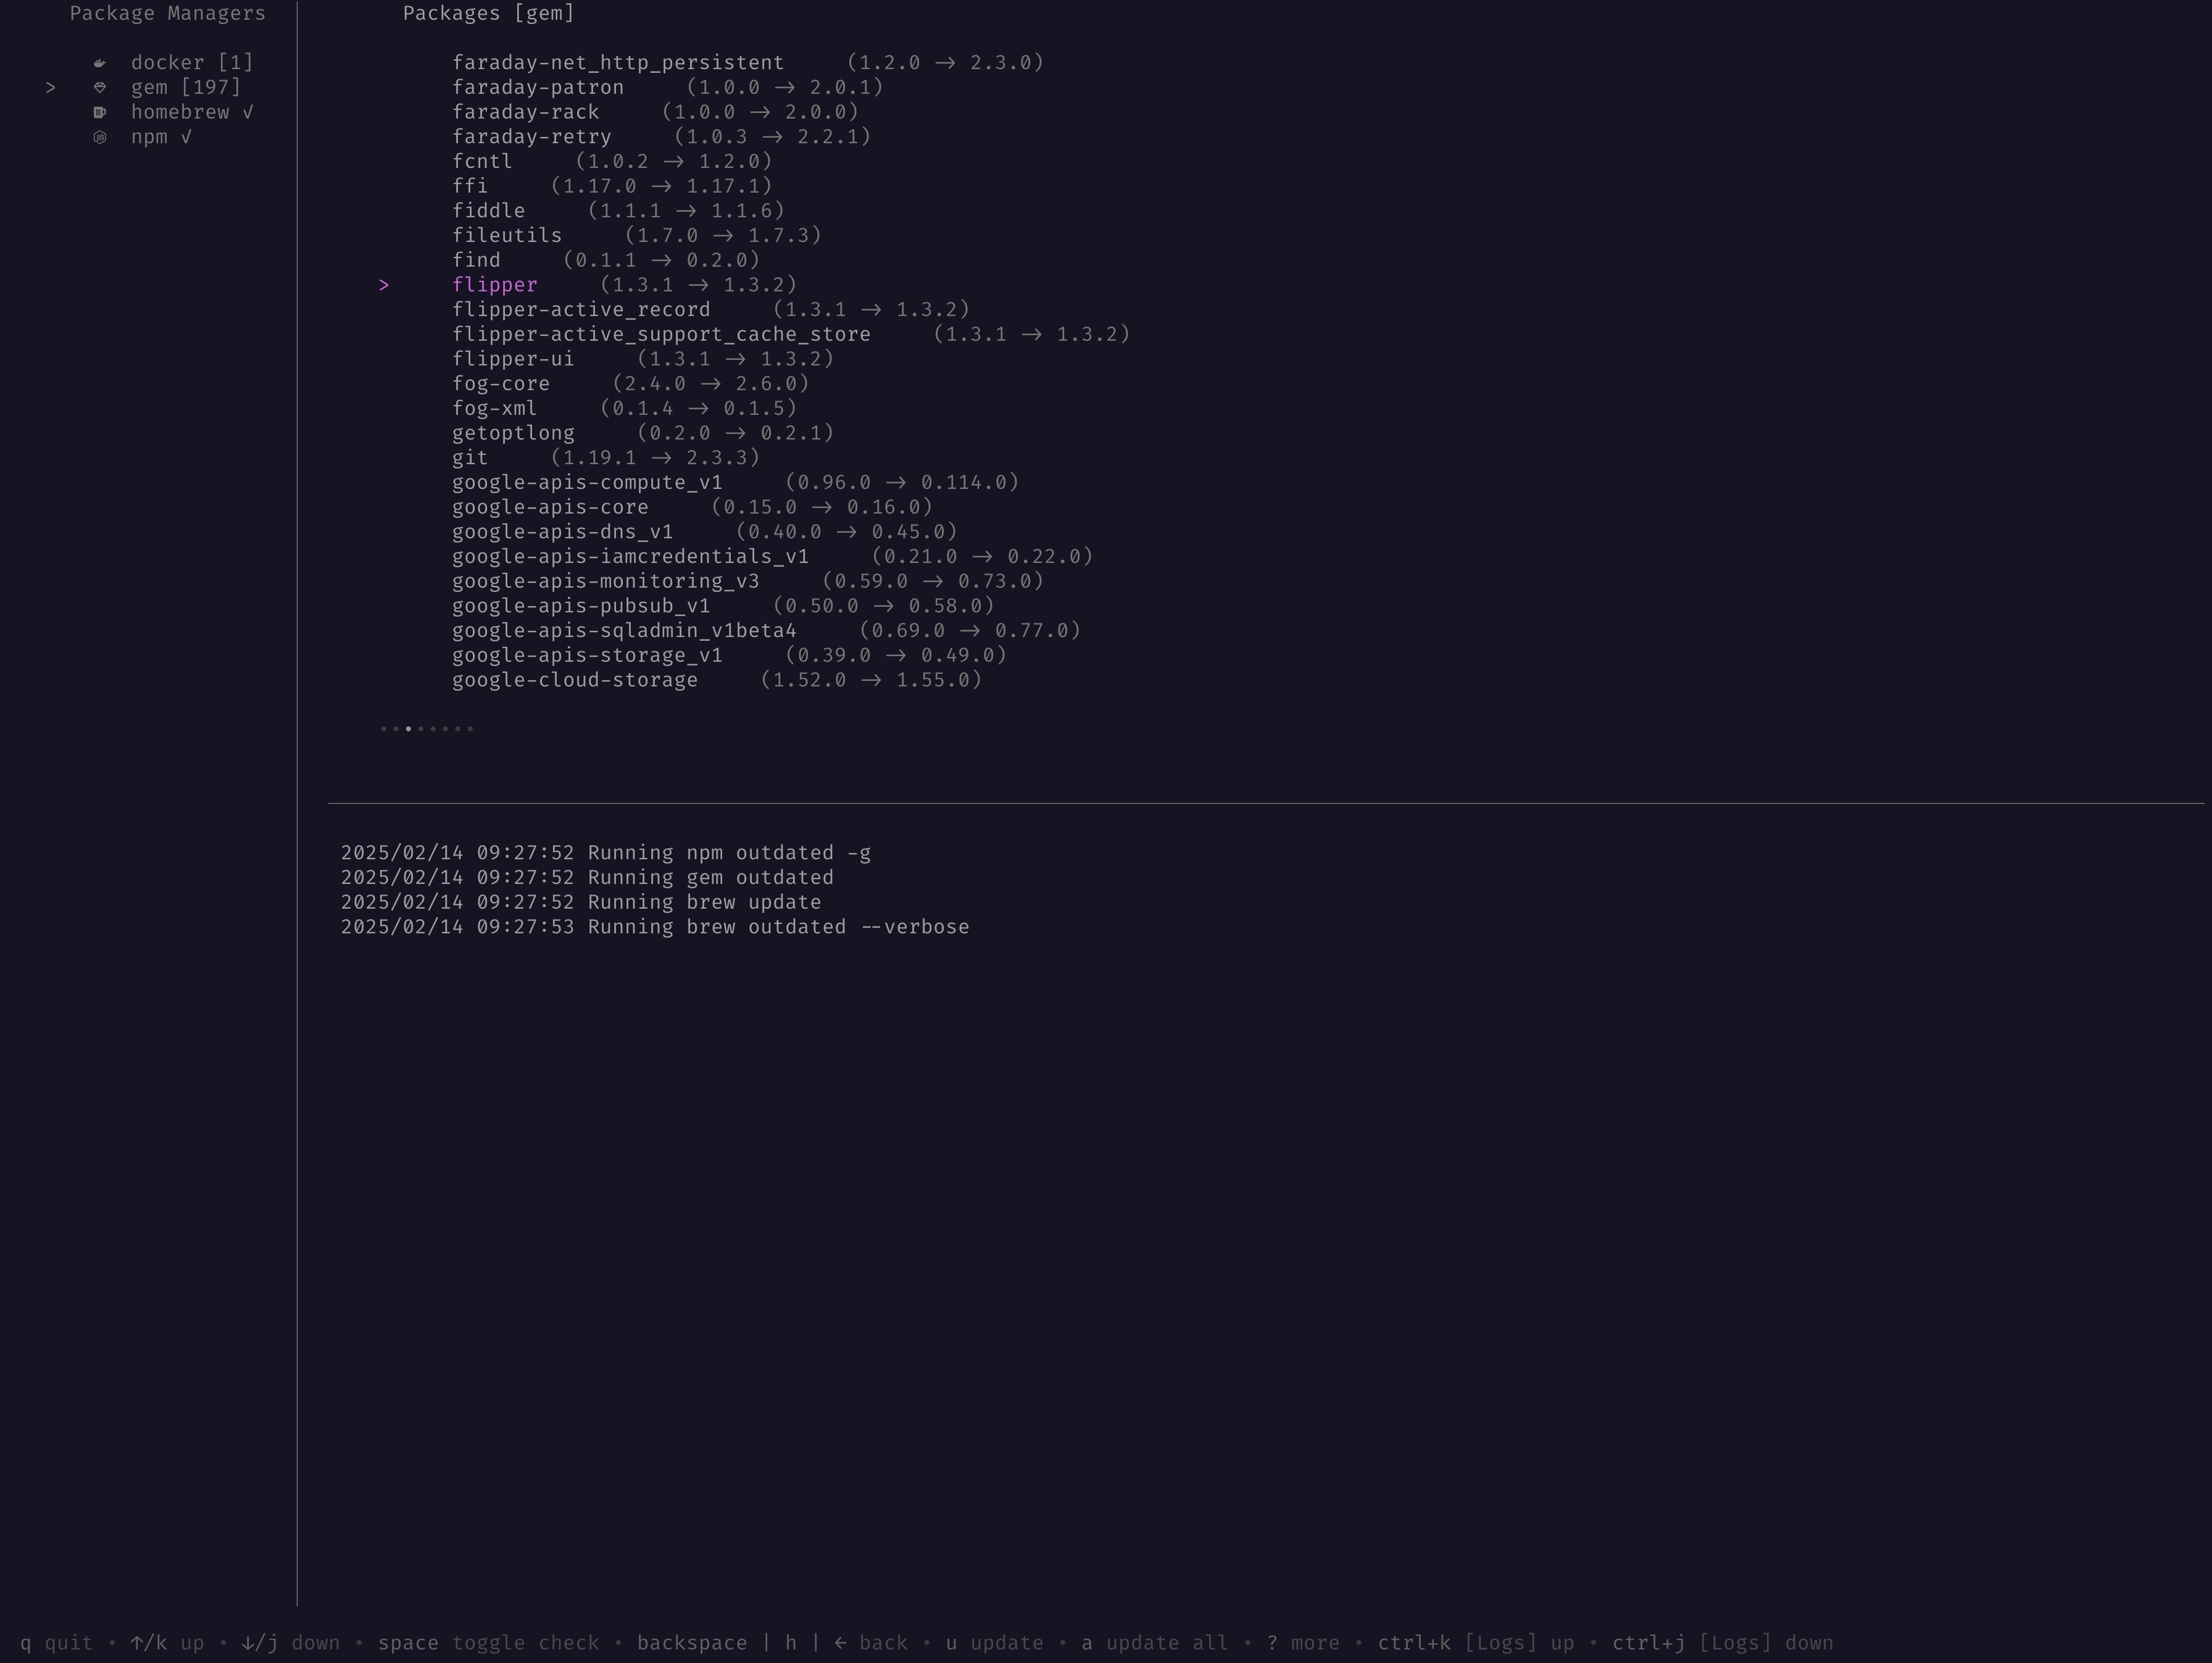 Package Managers
docker [1]
> gem [197]
homebrew √
npm √
Packages [gem]
faraday-net_http_persistent (1.2.0 → 2.3.0)
faraday-patron (1.0.0 → 2.0.1)
faraday-rack (1.0.0 → 2.0.0)
faraday-retry (1.0.3 → 2.2.1)
fcntl (1.0.2 → 1.2.0)
ffi (1.17.0 → 1.17.1)
fiddle (1.1.1 → 1.1.6)
fileutils (1.7.0 → 1.7.3)
find (0.1.1 → 0.2.0)
> flipper (1.3.1 → 1.3.2)
flipper-active_record (1.3.1 → 1.3.2)
flipper-active_support_cache_store (1.3.1 → 1.3.2)
flipper-ui (1.3.1 → 1.3.2)
fog-core (2.4.0 → 2.6.0)
fog-xml (0.1.4 → 0.1.5)
getoptlong (0.2.0 → 0.2.1)
git (1.19.1 → 2.3.3)
google-apis-compute_v1 (0.96.0 → 0.114.0)
google-apis-core (0.15.0 → 0.16.0)
google-apis-dns_v1 (0.40.0 → 0.45.0)
google-apis-iamcredentials_v1 (0.21.0 → 0.22.0)
google-apis-monitoring_v3 (0.59.0 → 0.73.0)
google-apis-pubsub_v1 (0.50.0 → 0.58.0)
google-apis-sqladmin_v1beta4 (0.69.0 → 0.77.0)
google-apis-storage_v1 (0.39.0 → 0.49.0)
google-cloud-storage (1.52.0 → 1.55.0)
••••••••
2025/02/14 09:27:52 Running npm outdated -g
2025/02/14 09:27:52 Running gem outdated
2025/02/14 09:27:52 Running brew update
2025/02/14 09:27:53 Running brew outdated --verbose
q quit • ↑/k up • ↓/j down • space toggle check • backspace | h | ← back • u update • a update all • ? more • ctrl+k [Logs] up • ctrl+j [Logs] down